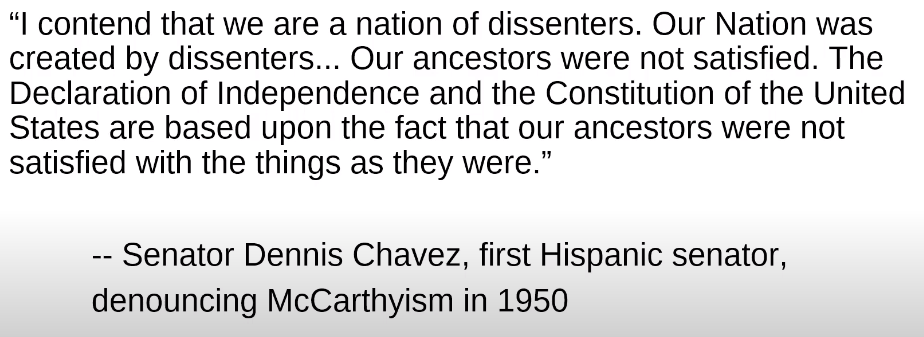 “I contend that we are a nation of dissenters. Our Nation was
created by dissenters... Our ancestors were not satisfied. The
Declaration of Independence and the Constitution of the United
States are based upon the fact that our ancestors were not
satisfied with the things as they were.”
-- Senator Dennis Chavez, first Hispanic senator,
denouncing McCarthyism in 1950